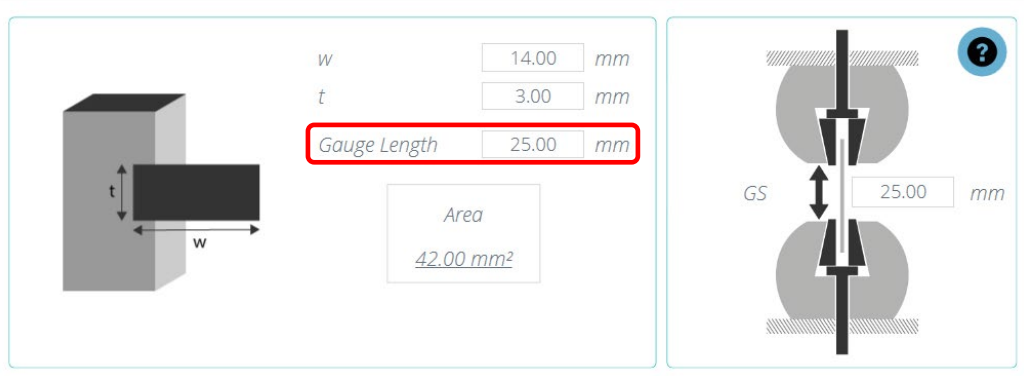 w 14.00 mm
t 3.00 mm
Gauge Length 25.00 mm
t
w
Area
42.00 mm²
?
GS 25.00 mm